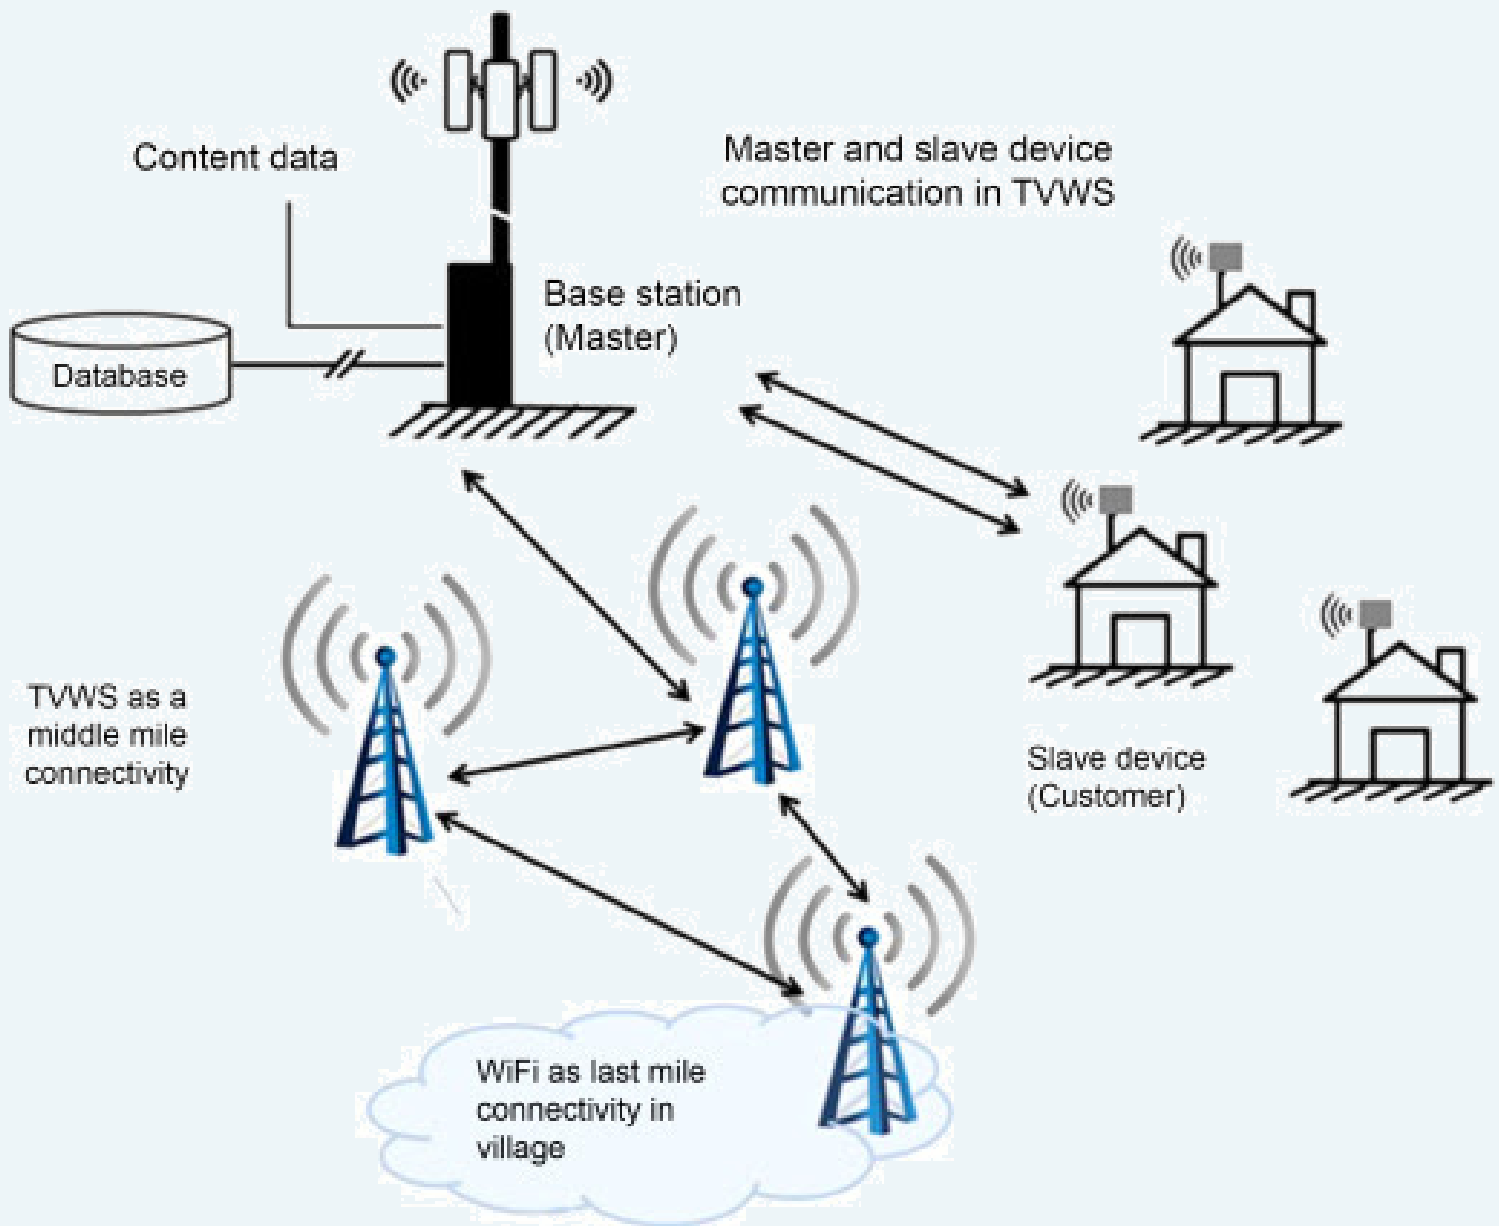 Content data
Master and slave device
communication in TVWS
Base station
(Master)
Database
TVWS as a
middle mile
connectivity
Slave device
(Customer)
WiFi as last mile
connectivity in
village